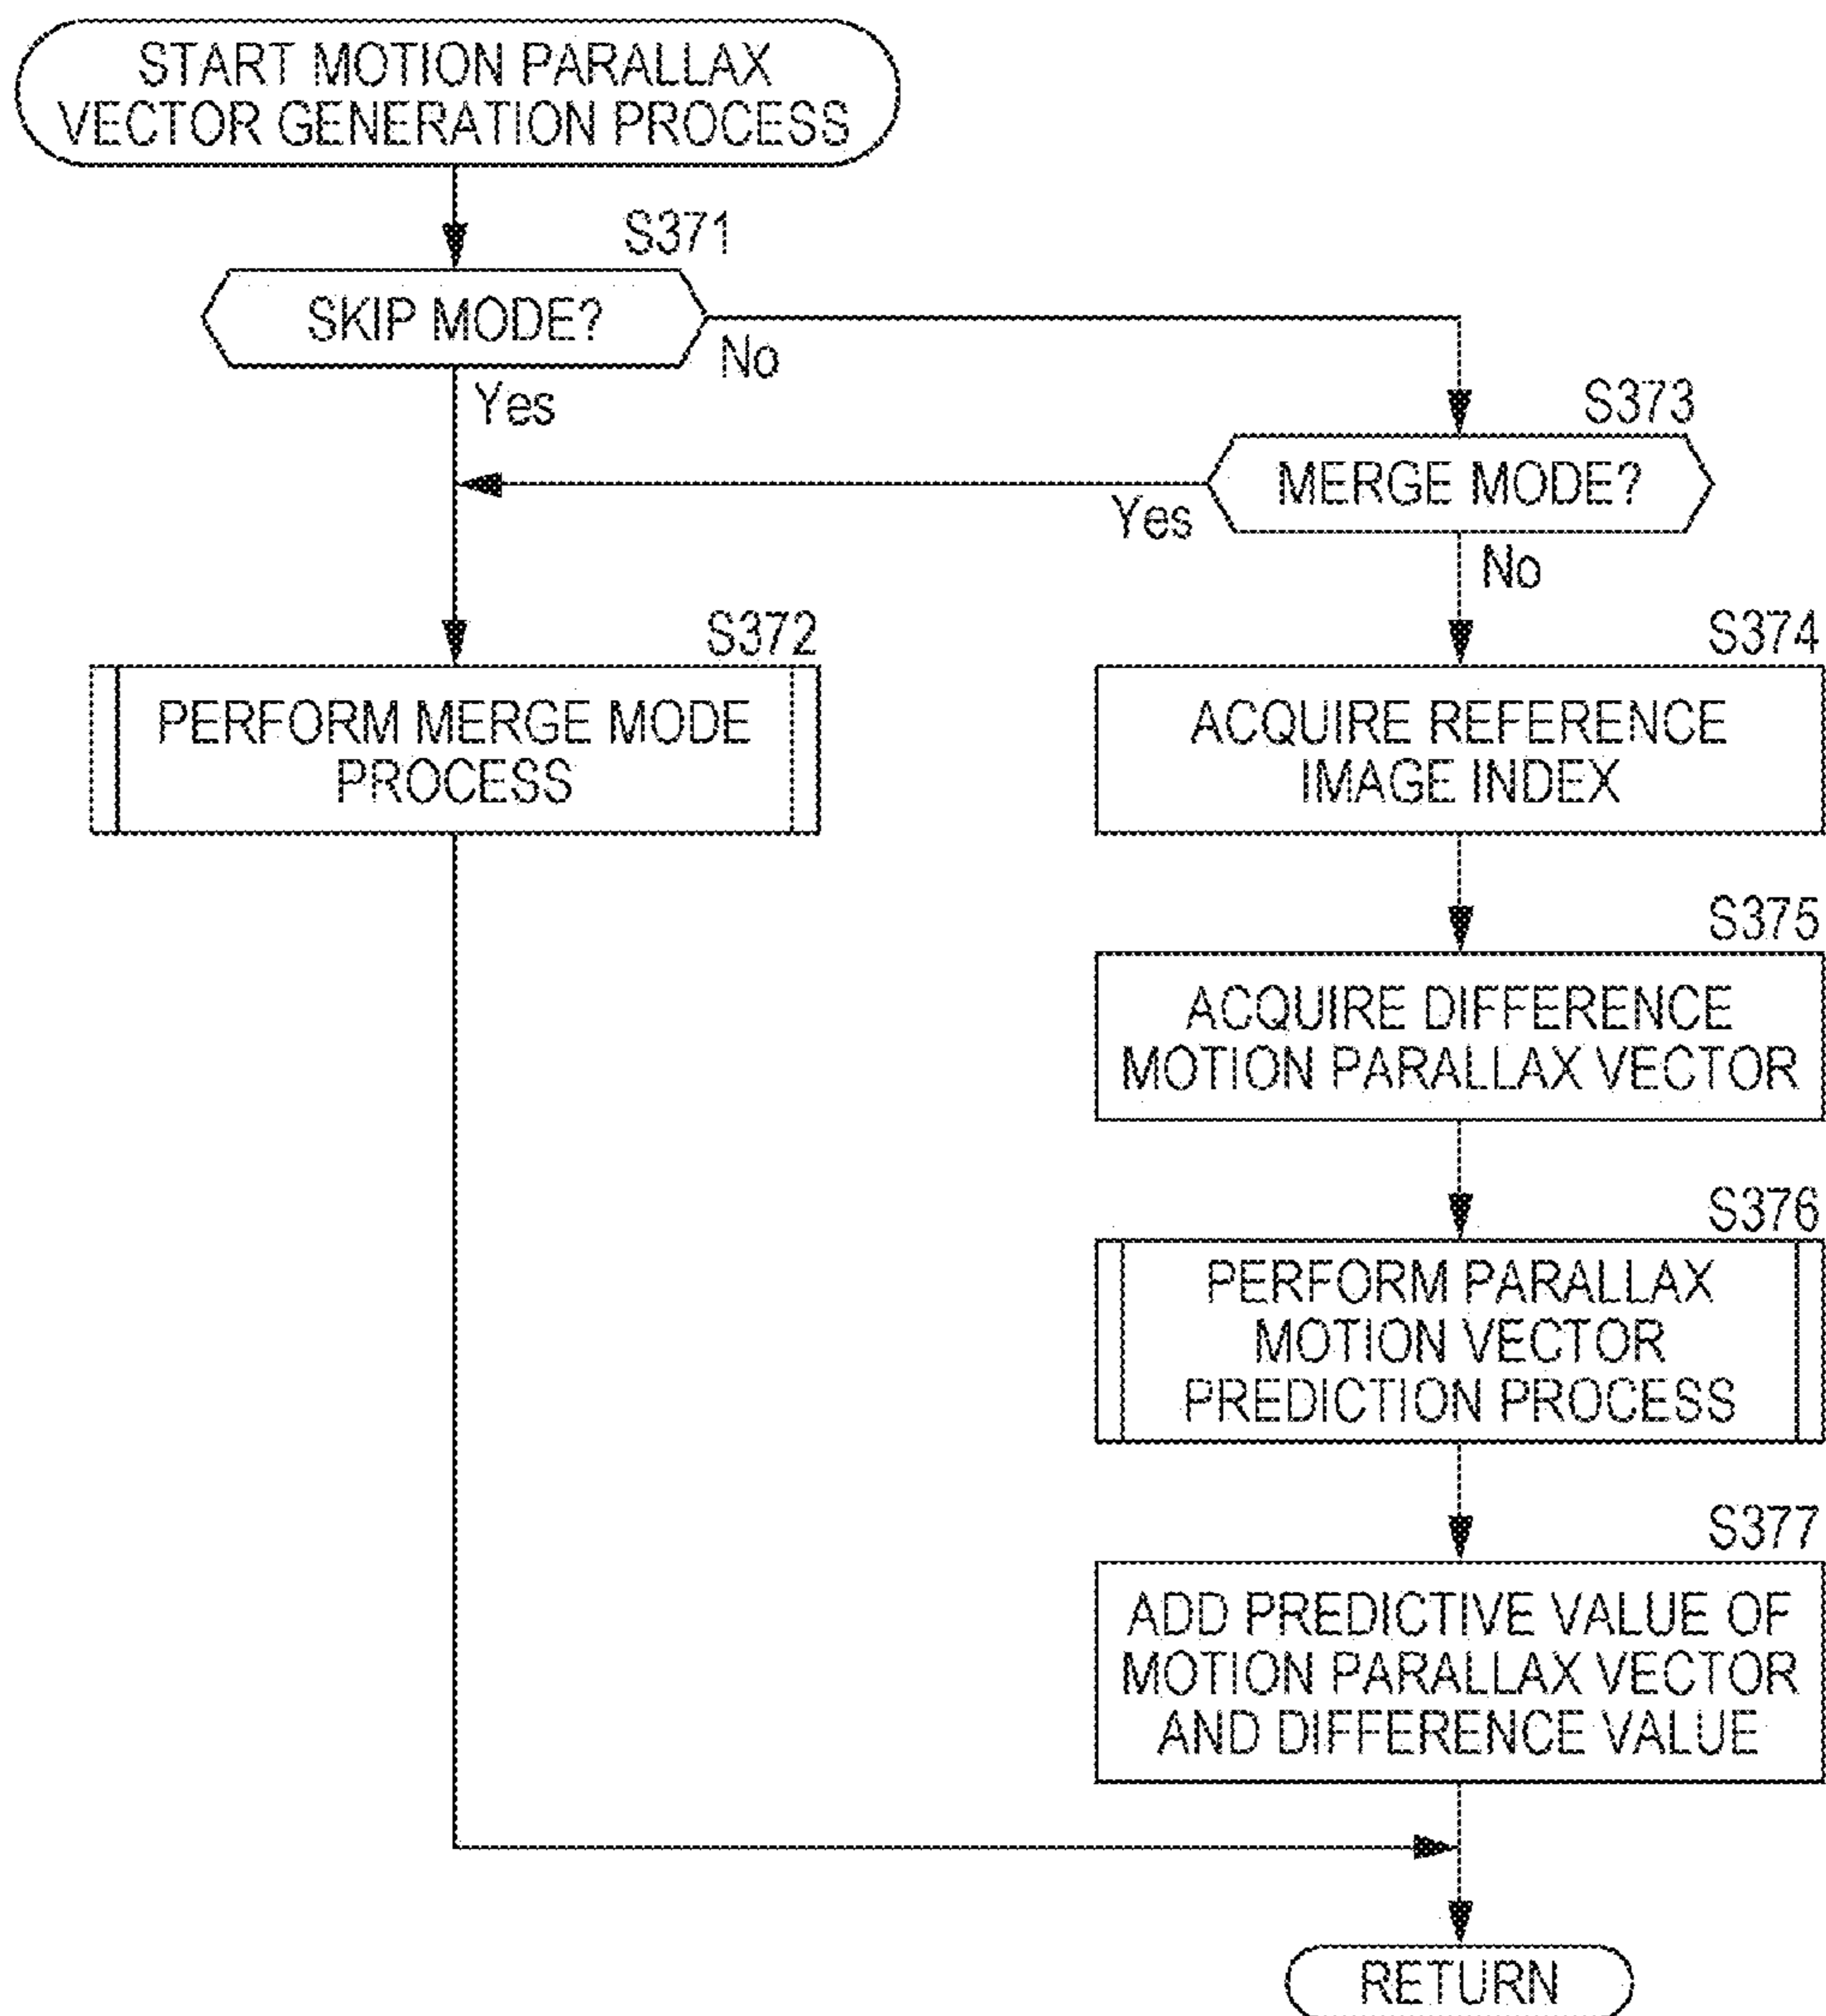 START MOTION PARALLAX
VECTOR GENERATION PROCESS
S371
SKIP MODE?
No
Yes
S373
MERGE MODE?
Yes
No
S372
PERFORM MERGE MODE
PROCESS
S374
ACQUIRE REFERENCE
IMAGE INDEX
S375
ACQUIRE DIFFERENCE
MOTION PARALLAX VECTOR
S376
PERFORM PARALLAX
MOTION VECTOR
PREDICTION PROCESS
S377
ADD PREDICTIVE VALUE OF
MOTION PARALLAX VECTOR
AND DIFFERENCE VALUE
RETURN